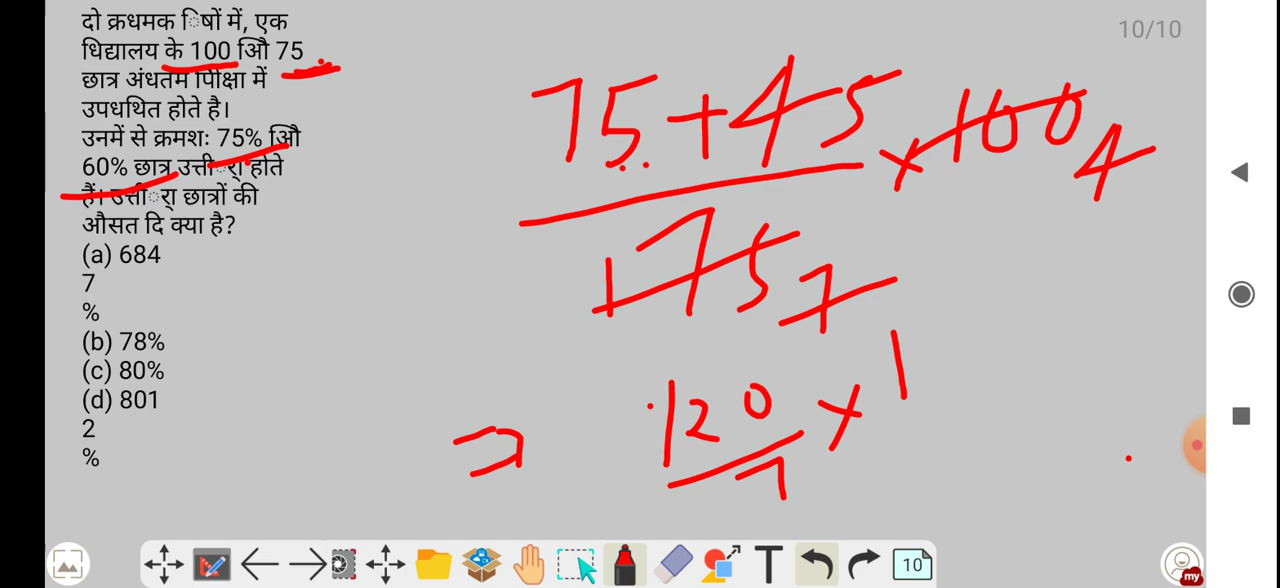 दो क्रधमक िषों में, एक
धिद्यालय के 100 औि 75
छात्र अंधतम पिीक्षा में
उपधथित होते है।
उनमें से क्रमशः 75% औि
60% छात्र उत्तीर्ा होते
हैं। उत्तीर्ा छात्रों की
औसत दि क्या है?
(a) 684
7
%
(b) 78%
(c) 80%
(d) 801
2
%
10/10
75+45
×100 4
175 7
⇒ 120 × 1
7
T
10
my